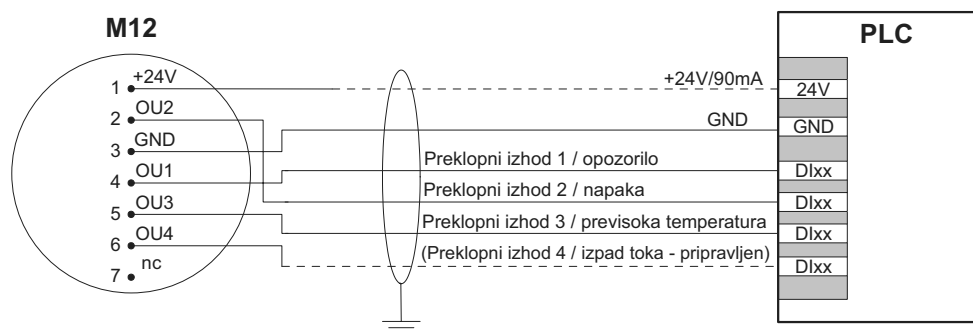 M12
PLC
1 +24V
2 OU2
3 GND
4 OU1
5 OU3
6 OU4
7 nc
+24V/90mA
GND
Preklopni izhod 1 / opozorilo
Preklopni izhod 2 / napaka
Preklopni izhod 3 / previsoka temperatura
(Preklopni izhod 4 / izpad toka - pripravljen)
24V
GND
DIxx
DIxx
DIxx
DIxx